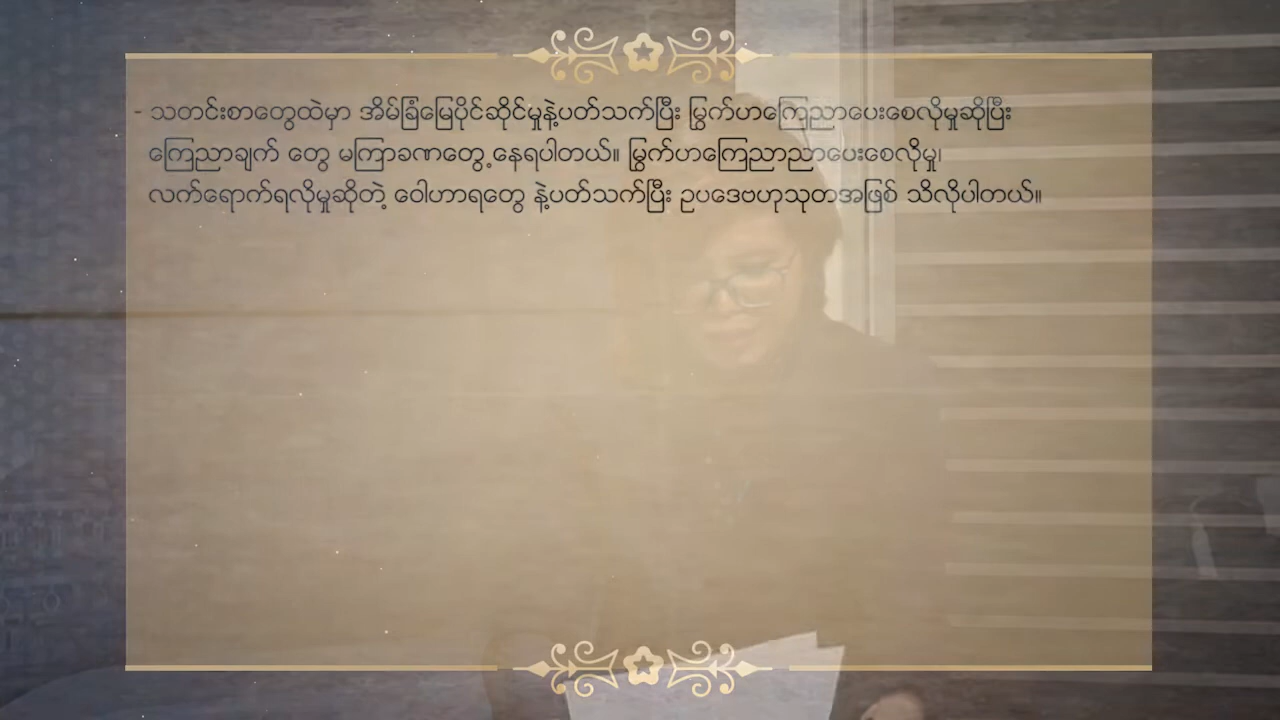 - သတင်းစာတွေထဲမှာ အိမ်ခြံမြေပိုင်ဆိုင်မှုနဲ့ပတ်သက်ပြီး မြွက်ဟကြေညာပေးစေလိုမှုဆိုပြီး
ကြေညာချက် တွေ မကြာခဏတွေ့နေရပါတယ်။ မြွက်ဟကြေညာညာပေးစေလိုမှု၊
လက်ရောက်ရလိုမှုဆိုတဲ့ ဝေါဟာရတွေ နဲ့ပတ်သက်ပြီး ဥပဒေဗဟုသုတအဖြစ် သိလိုပါတယ်။